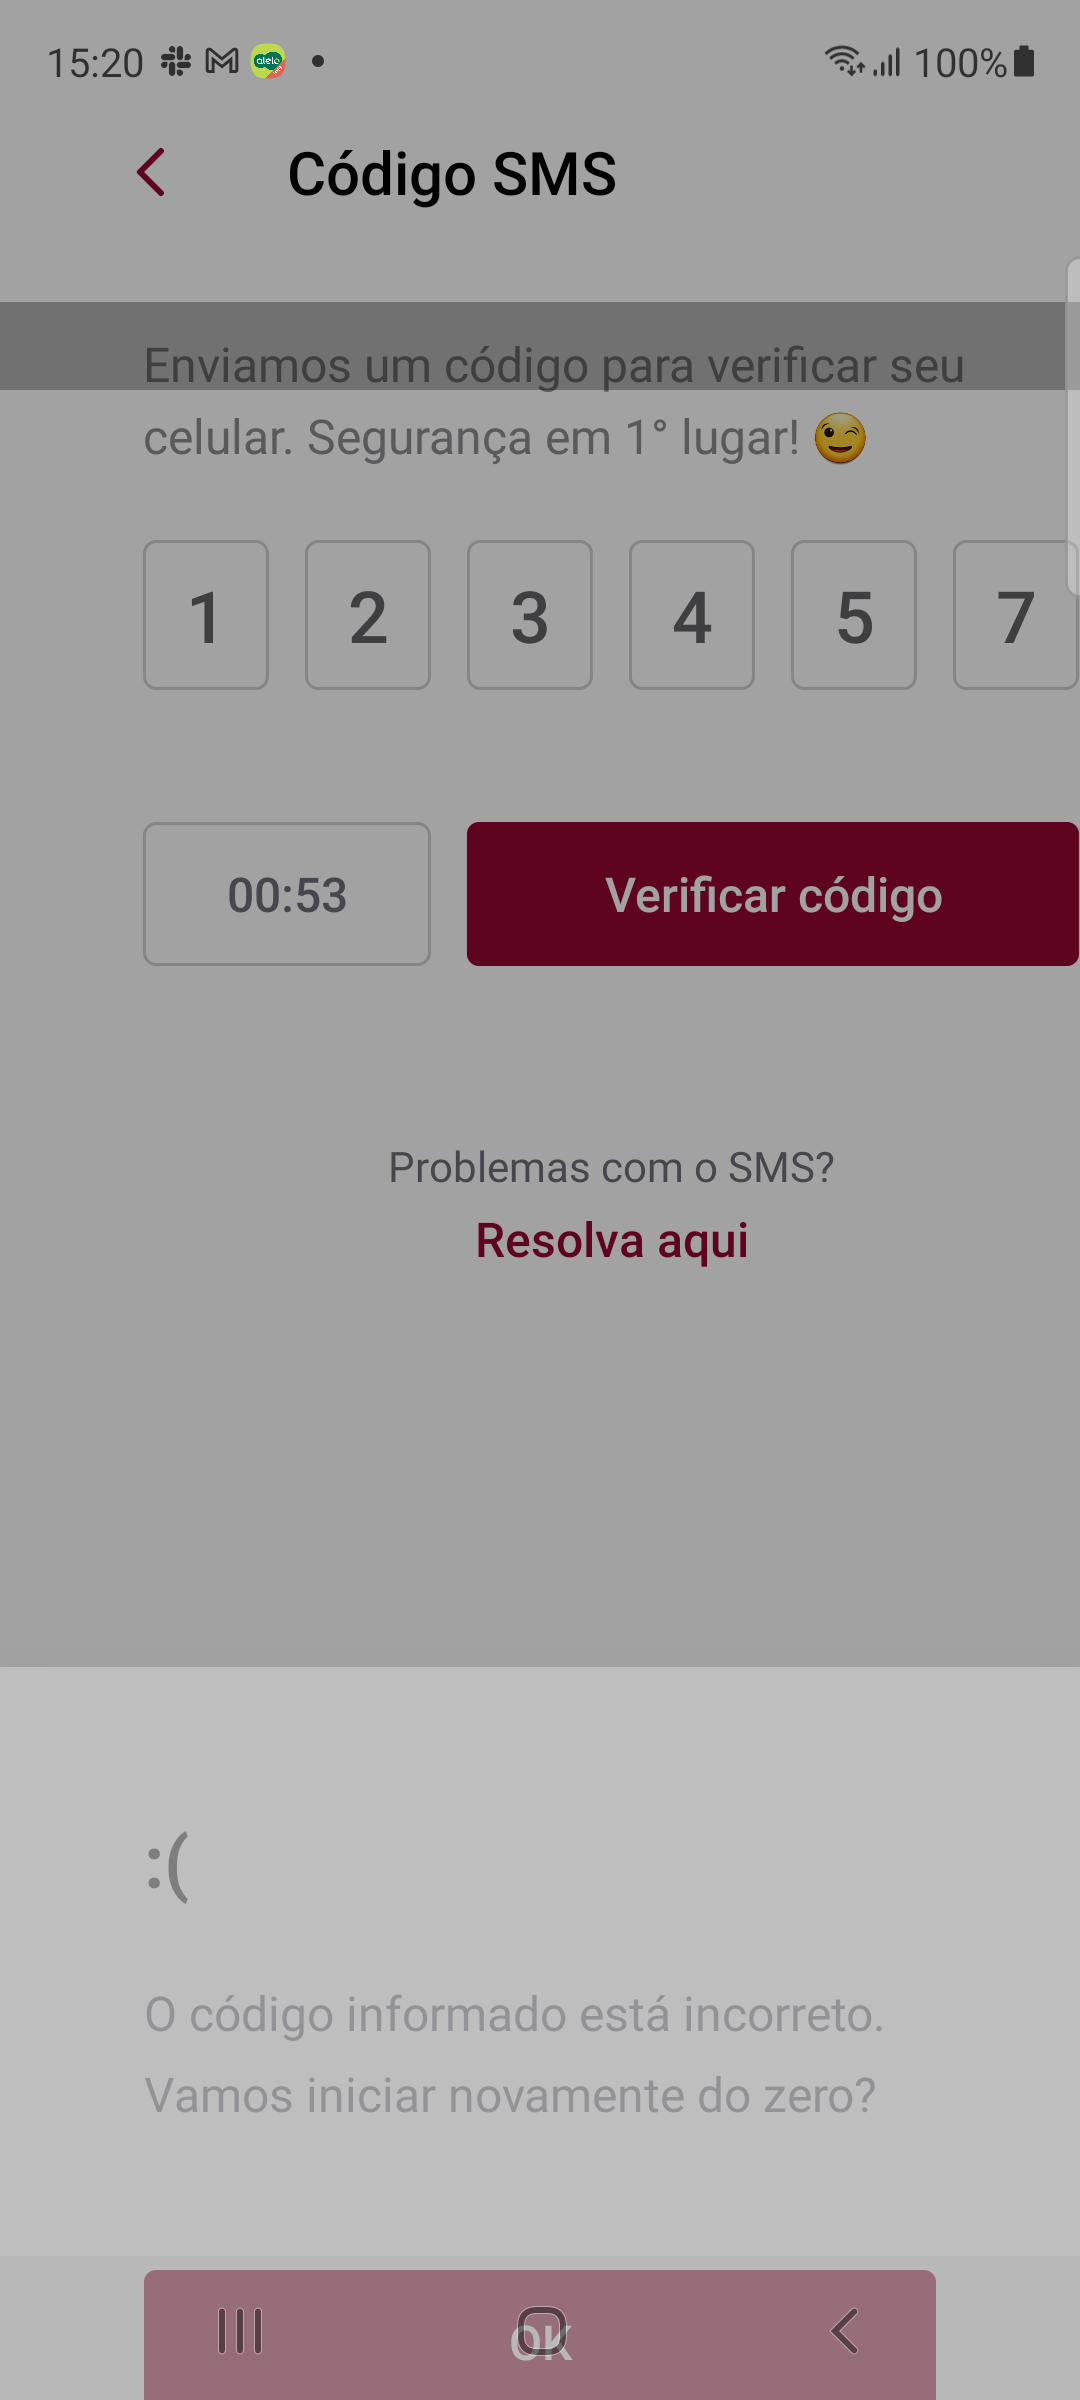 15:20
alelo
100%
Código SMS
Enviamos um código para verificar seu
celular. Segurança em 1° lugar! 😉
1 2 3 4 5 7
00:53
Verificar código
Problemas com o SMS?
Resolva aqui
:(
O código informado está incorreto.
Vamos iniciar novamente do zero?
OK